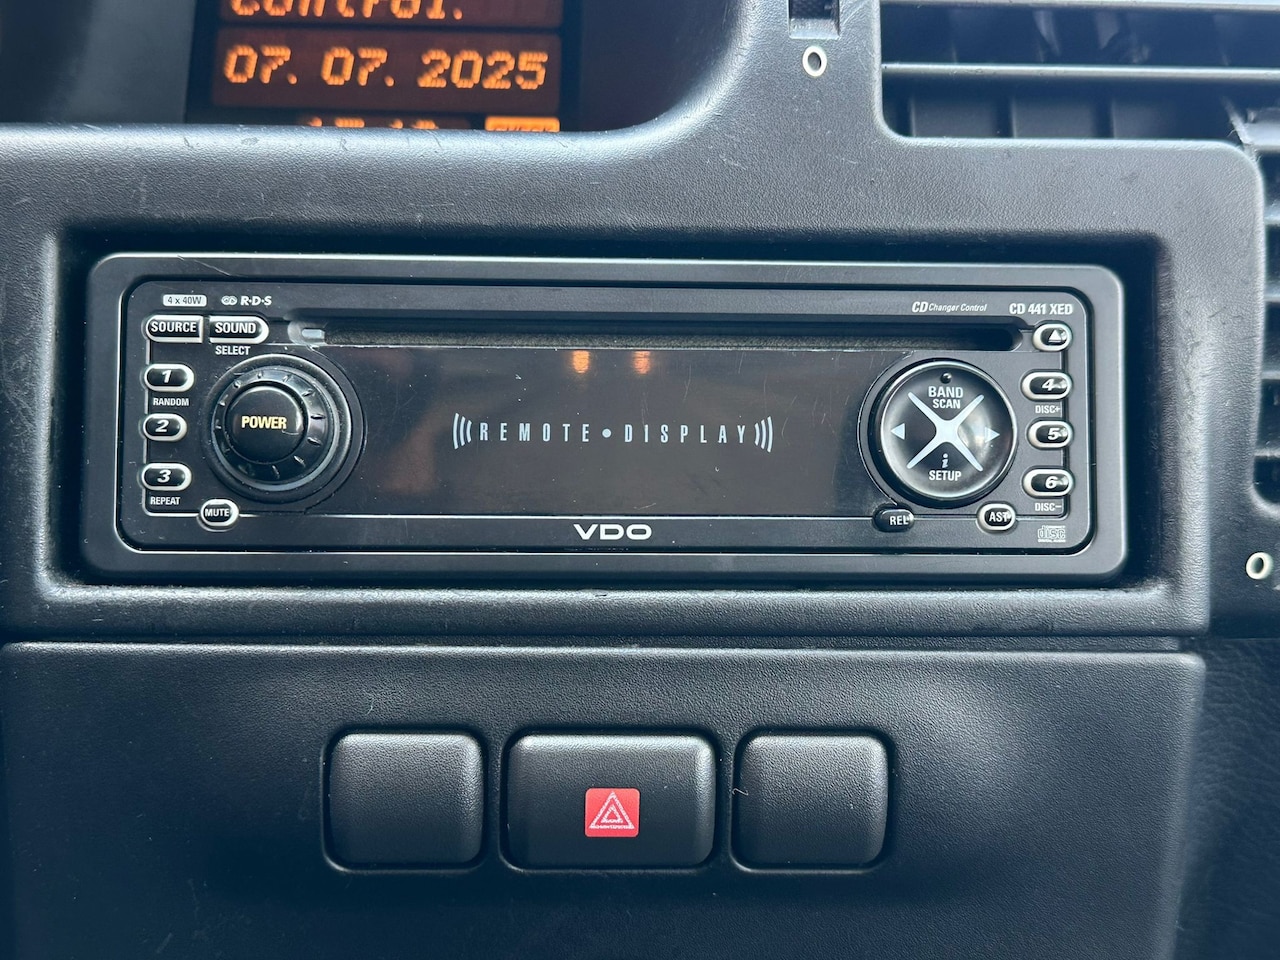 control.
07. 07. 2025
4 x 40W R·D·S
CD Changer Control CD 441 XED
SOURCE SOUND
SELECT
1
RANDOM
2
3
REPEAT
MUTE
POWER
REMOTE • DISPLAY
BAND
SCAN
i
SETUP
4
DISC+
5
6
DISC-
REL
AST
VDO
DISC